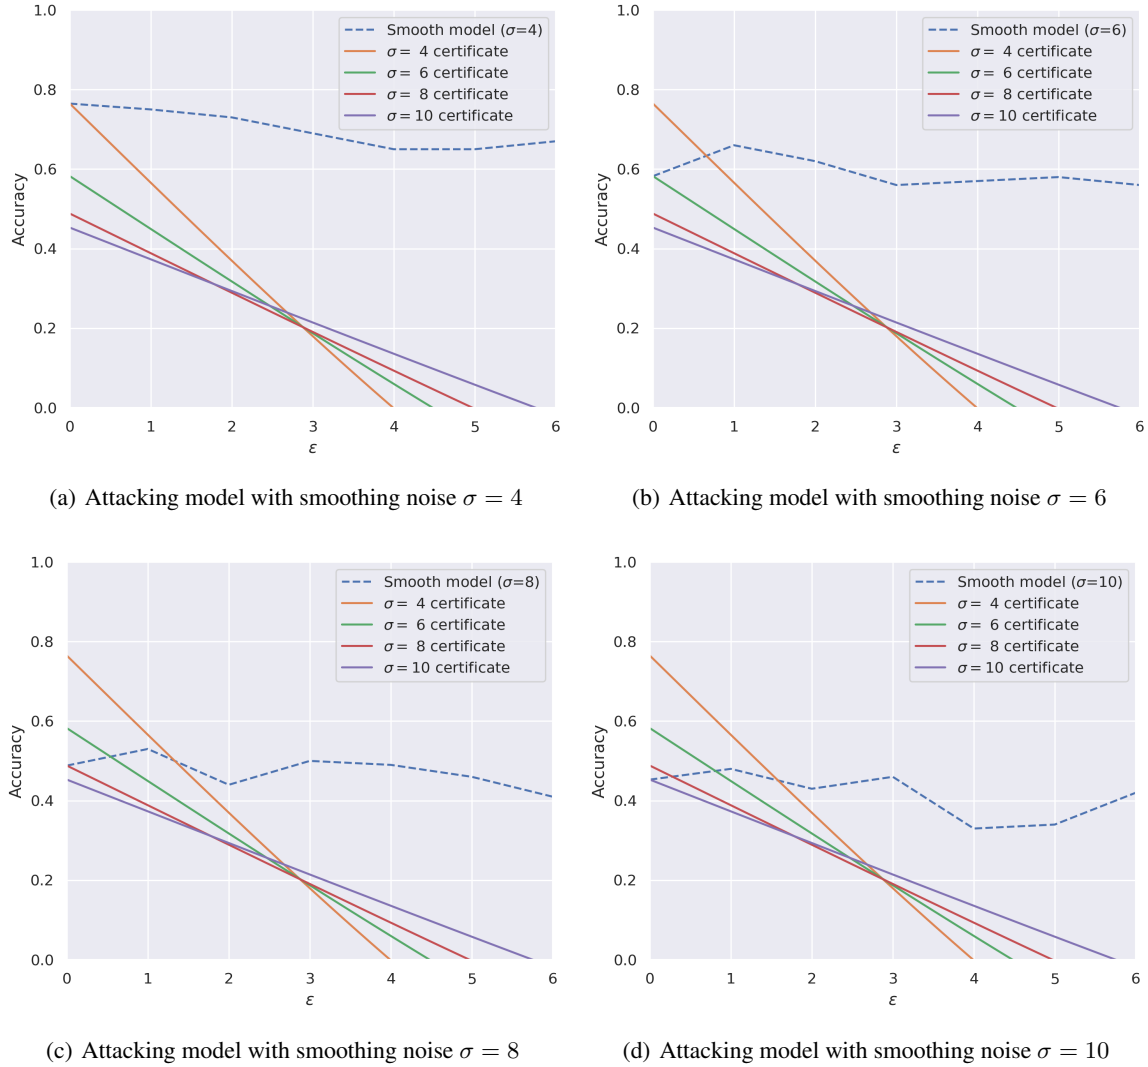 1.0
0.8
0.6
0.4
0.2
0.0
Accuracy
0 1 2 3 4 5 6
ε
Smooth model (σ=4)
σ = 4 certificate
σ = 6 certificate
σ = 8 certificate
σ = 10 certificate
(a) Attacking model with smoothing noise σ = 4
1.0
0.8
0.6
0.4
0.2
0.0
Accuracy
0 1 2 3 4 5 6
ε
Smooth model (σ=6)
σ = 4 certificate
σ = 6 certificate
σ = 8 certificate
σ = 10 certificate
(b) Attacking model with smoothing noise σ = 6
1.0
0.8
0.6
0.4
0.2
0.0
Accuracy
0 1 2 3 4 5 6
ε
Smooth model (σ=8)
σ = 4 certificate
σ = 6 certificate
σ = 8 certificate
σ = 10 certificate
(c) Attacking model with smoothing noise σ = 8
1.0
0.8
0.6
0.4
0.2
0.0
Accuracy
0 1 2 3 4 5 6
ε
Smooth model (σ=10)
σ = 4 certificate
σ = 6 certificate
σ = 8 certificate
σ = 10 certificate
(d) Attacking model with smoothing noise σ = 10